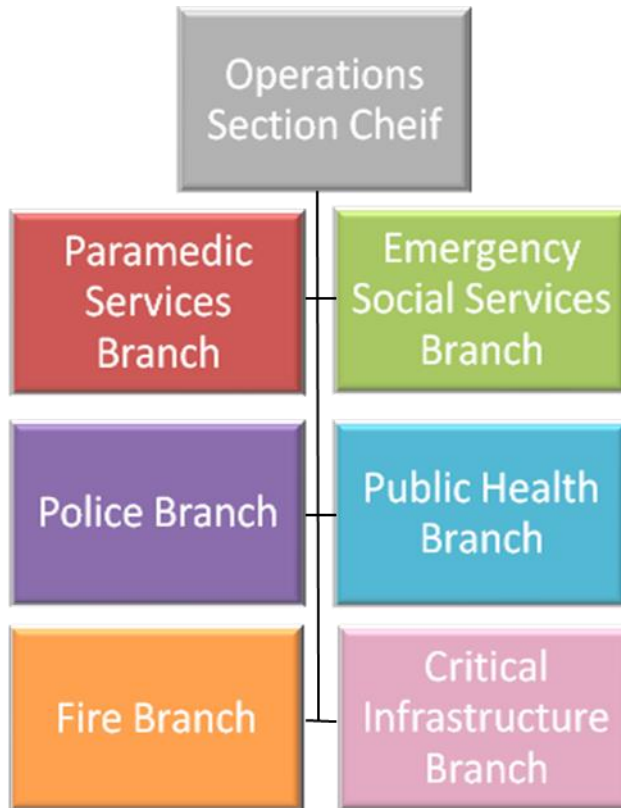 Operations
Section Cheif
Paramedic
Services
Branch
Emergency
Social Services
Branch
Police Branch
Public Health
Branch
Fire Branch
Critical
Infrastructure
Branch